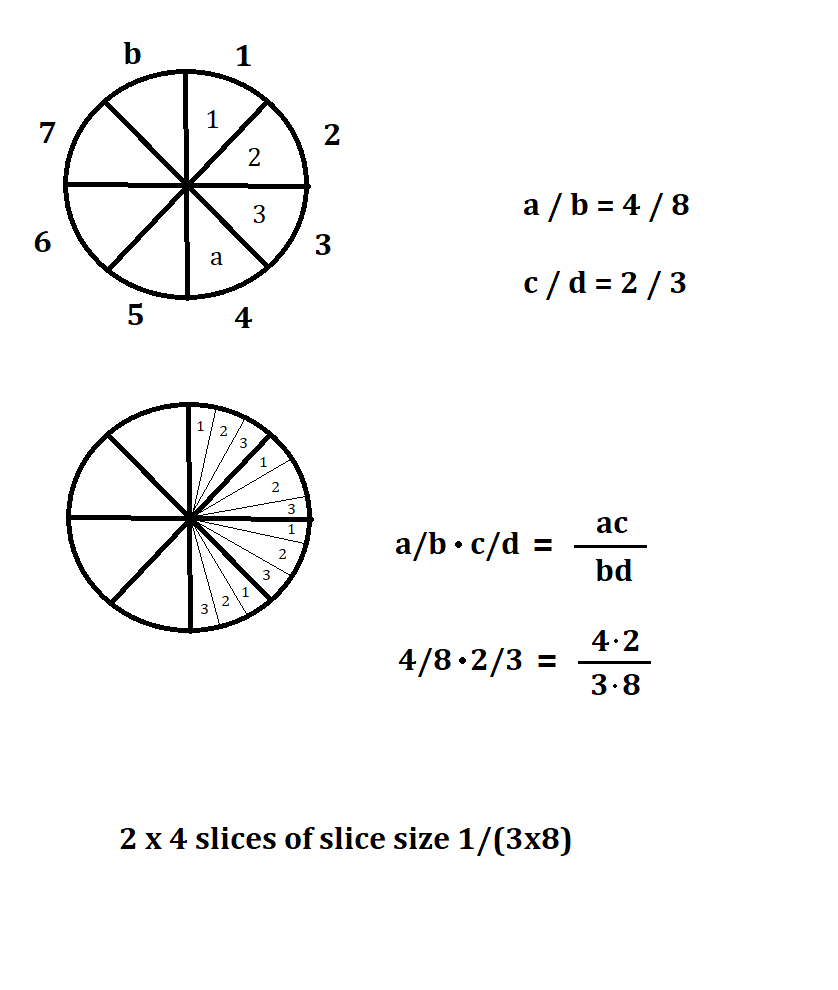 b 1
1
7 2
2
3
6 3
a
5 4
a / b = 4 / 8
c / d = 2 / 3
1 2 3
1
2
3
1
2
3
3 2 1
a/b · c/d = ac
bd
4/8 · 2/3 = 4·2
3·8
2 x 4 slices of slice size 1/(3x8)